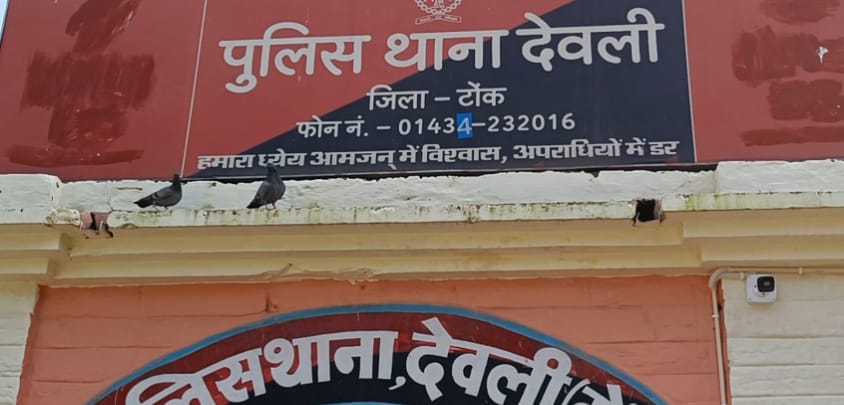 पुलिस थाना देवली
जिला – टोंक
फोन नं. – 01434–232016
हमारा ध्येय आमजन् में विश्वास, अपराधियों में डर
लिसथाना, देवली